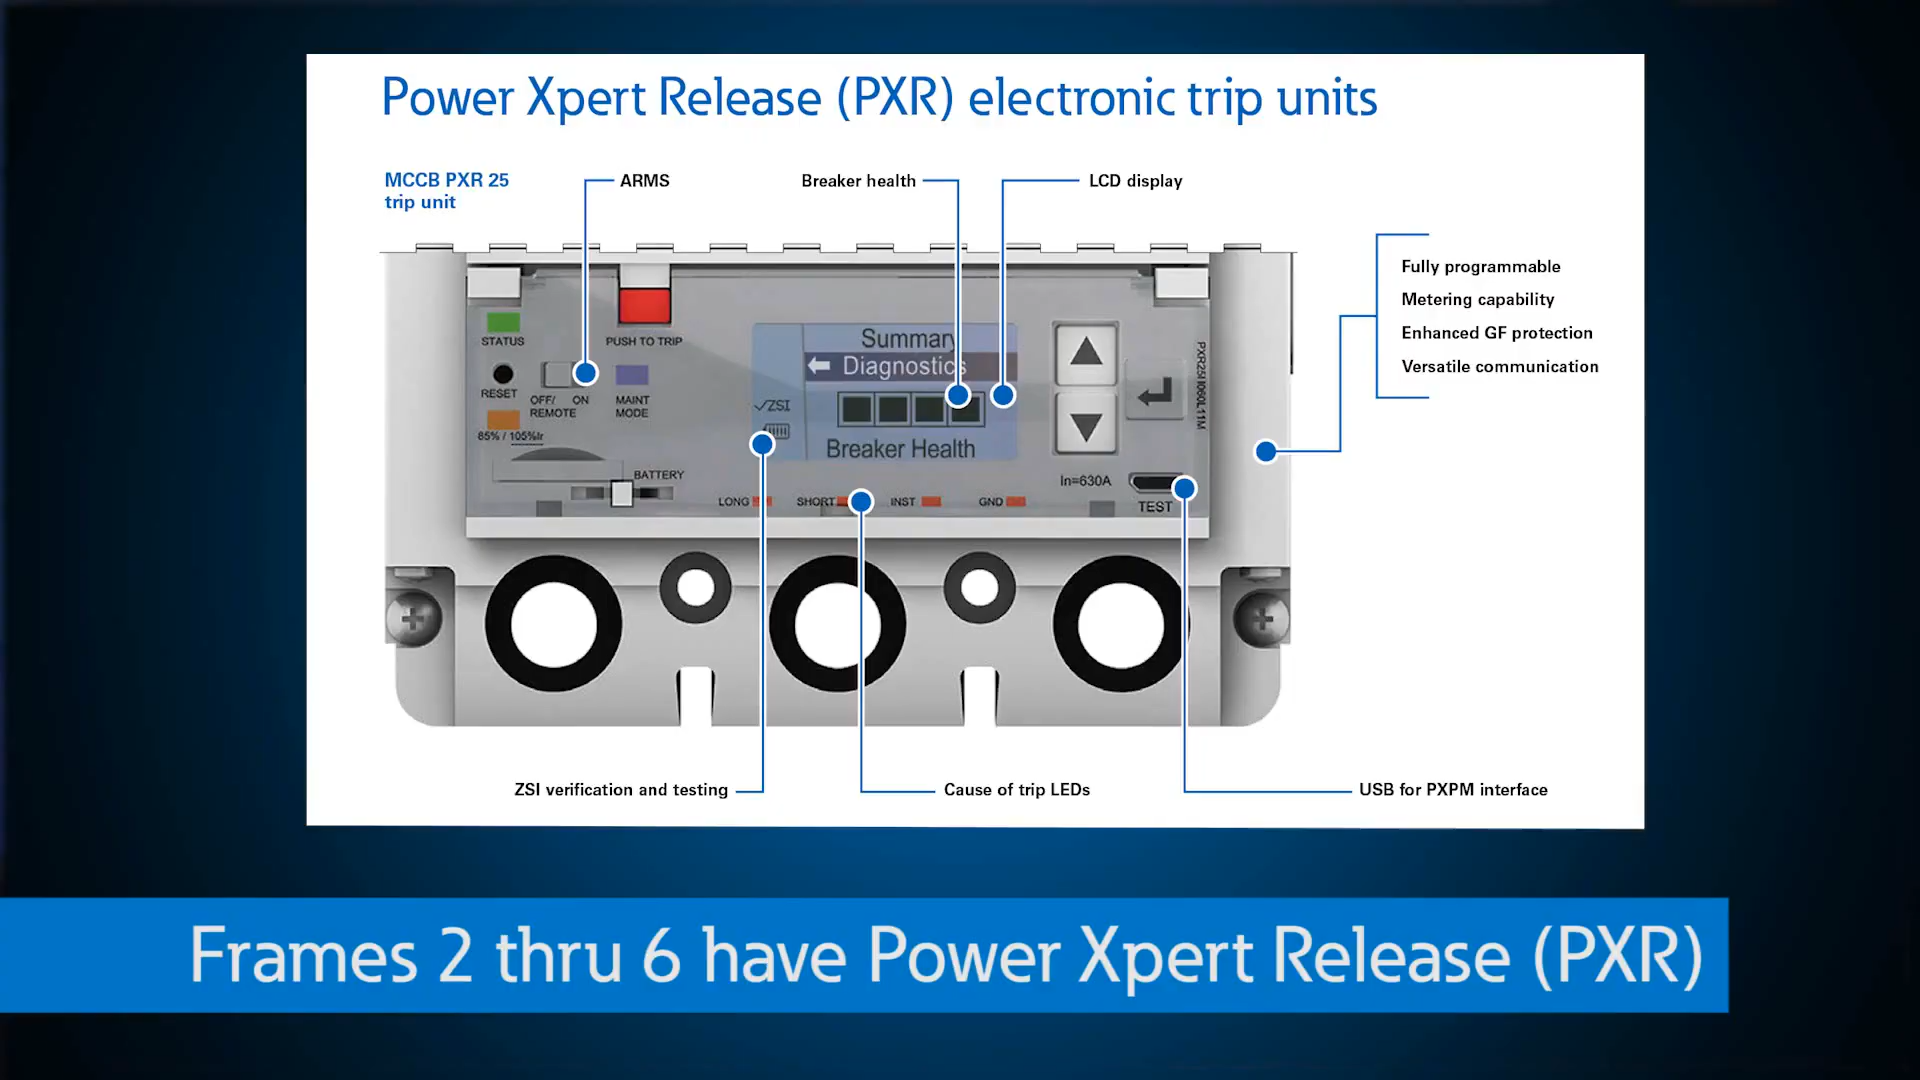 Power Xpert Release (PXR) electronic trip units
MCCB PXR 25
trip unit
ARMS
Breaker health
LCD display
Fully programmable
Metering capability
Enhanced GF protection
Versatile communication
STATUS
PUSH TO TRIP
RESET
OFF/
REMOTE
ON
MAINT
MODE
85% / 105%Ir
BATTERY
Summary
Diagnostics
✓ZSI
Breaker Health
PXR25II060L11M
In=630A
TEST
LONG
SHORT
INST
GND
ZSI verification and testing
Cause of trip LEDs
USB for PXPM interface
Frames 2 thru 6 have Power Xpert Release (PXR)